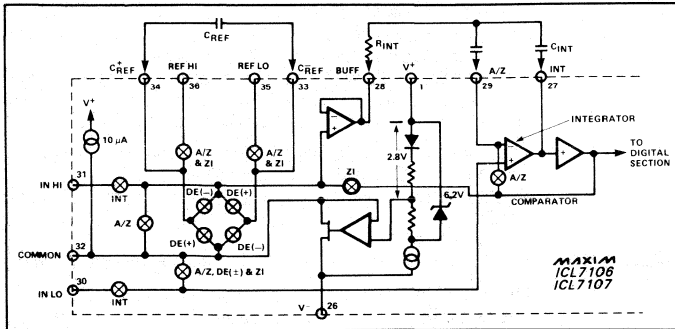 CREF
RINT
CINT
C+REF REF HI REF LO C−REF BUFF V+ A/Z INT
34 36 35 33 28 1 29 27
V+
10 µA
A/Z & ZI
A/Z & ZI
INTEGRATOR
TO DIGITAL SECTION
2.8V
6.2V
A/Z
COMPARATOR
ZI
IN HI 31
INT
DE(−) DE(+)
A/Z
DE(+) DE(−)
COMMON 32
A/Z, DE(±) & ZI
IN LO 30
INT
V− 26
MAXIM
ICL7106
ICL7107